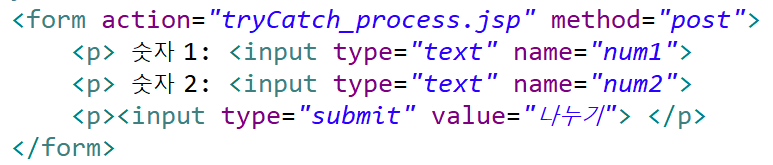 <form action="tryCatch_process.jsp" method="post">
<p> 숫자 1: <input type="text" name="num1">
<p> 숫자 2: <input type="text" name="num2">
<p><input type="submit" value="나누기"> </p>
</form>